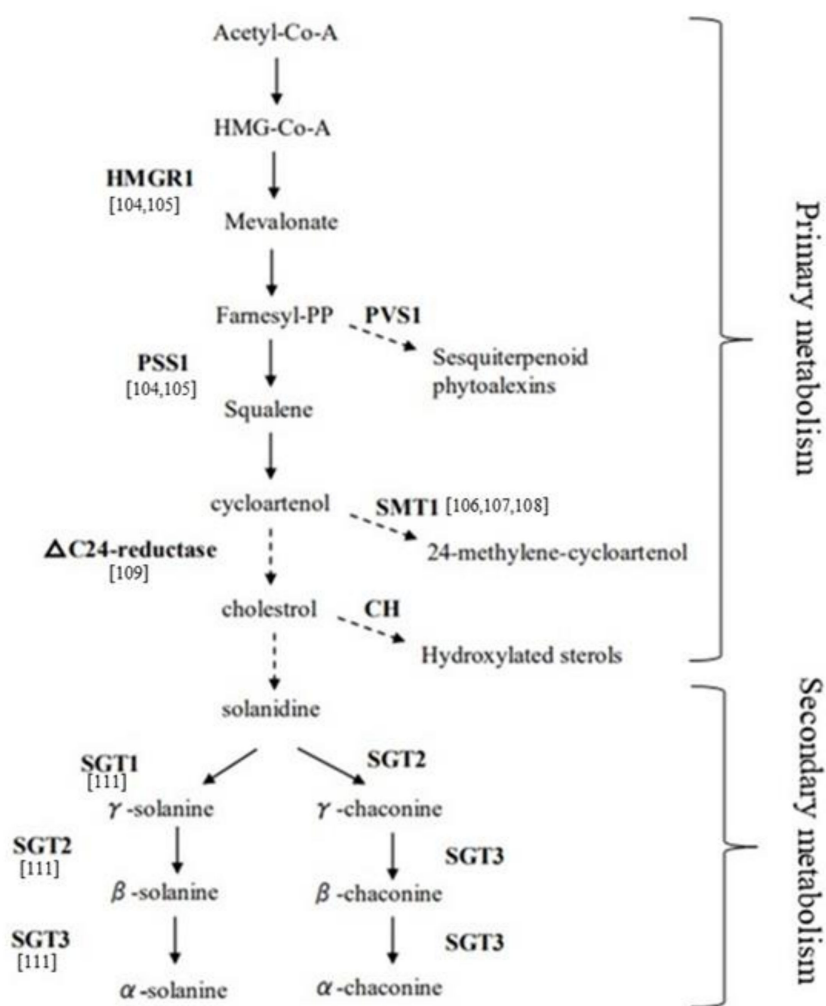 Acetyl-Co-A
HMG-Co-A
HMGR1
[104,105]
Mevalonate
Farnesyl-PP
PVS1
Sesquiterpenoid
phytoalexins
PSS1
[104,105]
Squalene
cycloartenol
SMT1 [106,107,108]
24-methylene-cycloartenol
△C24-reductase
[109]
cholestrol
CH
Hydroxylated sterols
solanidine
SGT1
[111]
SGT2
γ-solanine
γ-chaconine
SGT2
[111]
SGT3
β-solanine
β-chaconine
SGT3
[111]
SGT3
α-solanine
α-chaconine
Primary metabolism
Secondary metabolism